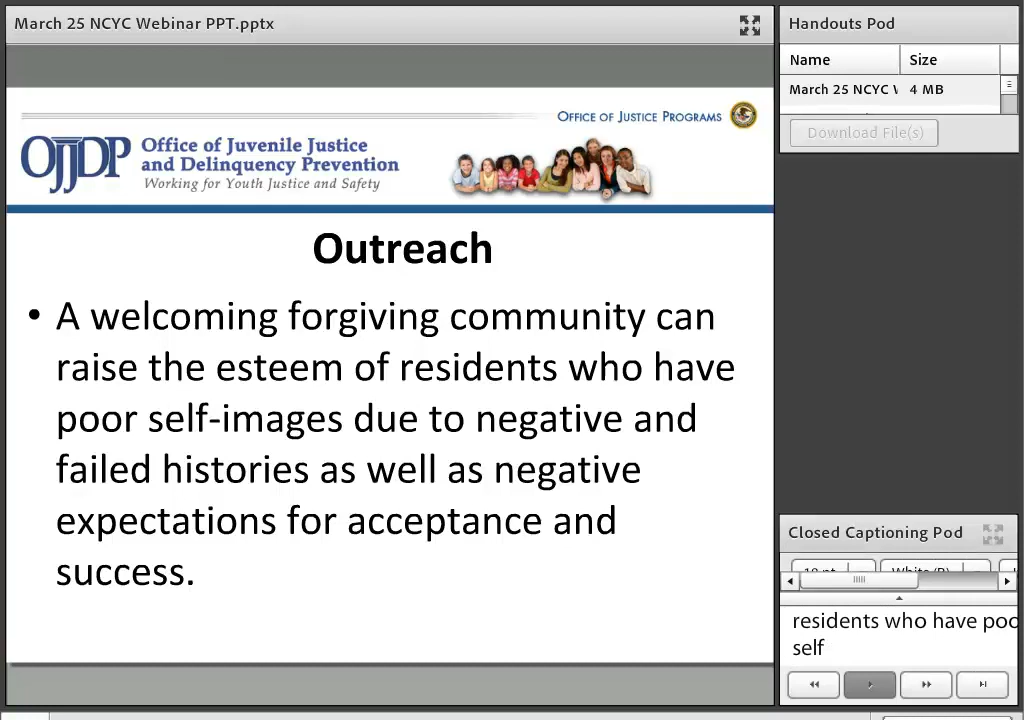 March 25 NCYC Webinar PPT.pptx
OFFICE OF JUSTICE PROGRAMS
OJJDP
Office of Juvenile Justice
and Delinquency Prevention
Working for Youth Justice and Safety
Outreach
• A welcoming forgiving community can
raise the esteem of residents who have
poor self-images due to negative and
failed histories as well as negative
expectations for acceptance and
success.
Handouts Pod
Name Size
March 25 NCYC 4 MB
Download File(s)
Closed Captioning Pod
residents who have poo
self